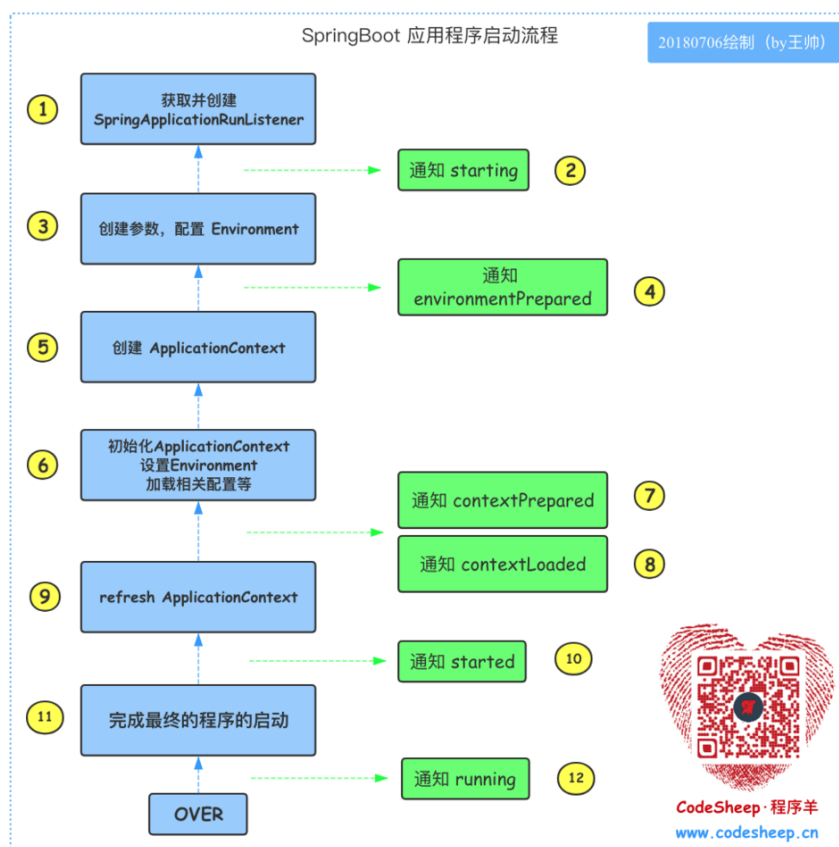 SpringBoot 应用程序启动流程
20180706绘制（by王帅）
1
获取并创建
SpringApplicationRunListener
通知 starting
2
3
创建参数，配置 Environment
通知
environmentPrepared
4
5
创建 ApplicationContext
6
初始化ApplicationContext
设置Environment
加载相关配置等
通知 contextPrepared
7
通知 contextLoaded
8
9
refresh ApplicationContext
通知 started
10
11
完成最终的程序的启动
通知 running
12
OVER
CodeSheep·程序羊
www.codesheep.cn